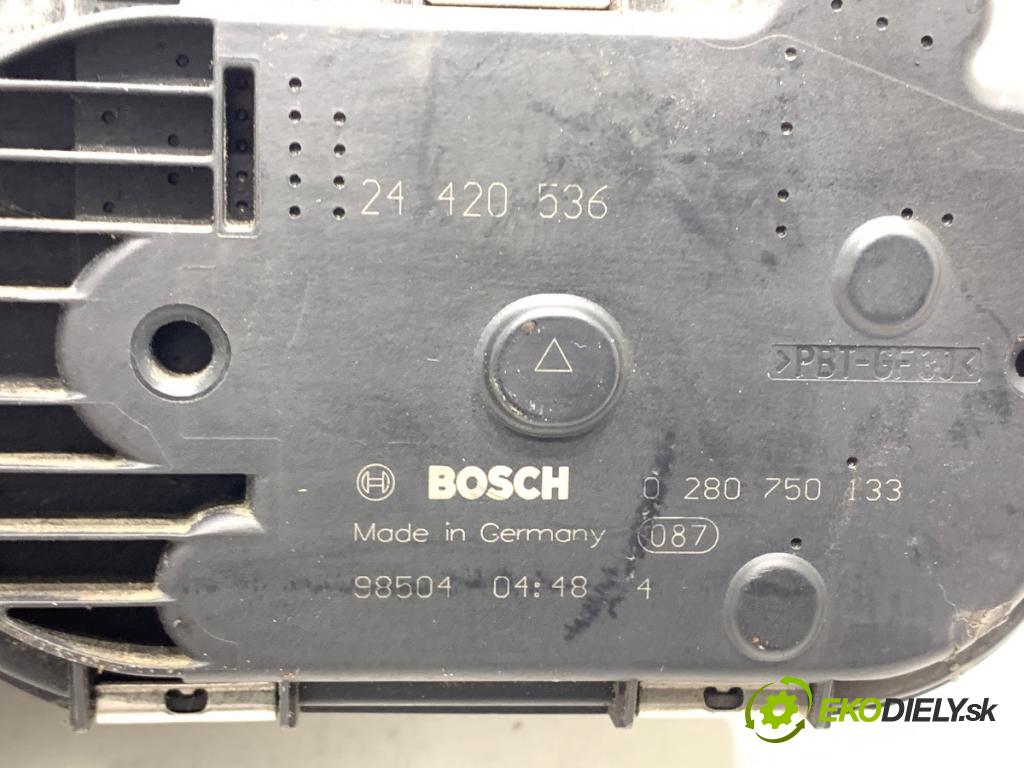 24 420 536
>PBT-GF30<
BOSCH 0 280 750 133
Made in Germany 087
98504 04:48 4
EKODIELY.sk